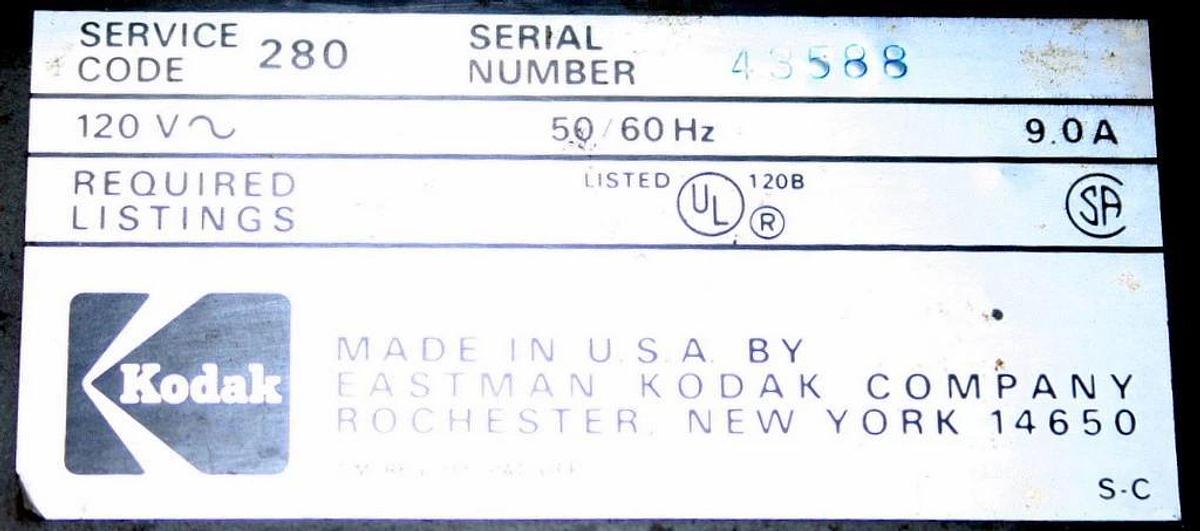 SERVICE CODE 280 SERIAL NUMBER 43588
120 V 50/60 Hz 9.0 A
REQUIRED LISTINGS LISTED UL ® 120B SA
Kodak
MADE IN U.S.A. BY
EASTMAN KODAK COMPANY
ROCHESTER, NEW YORK 14650
S-C